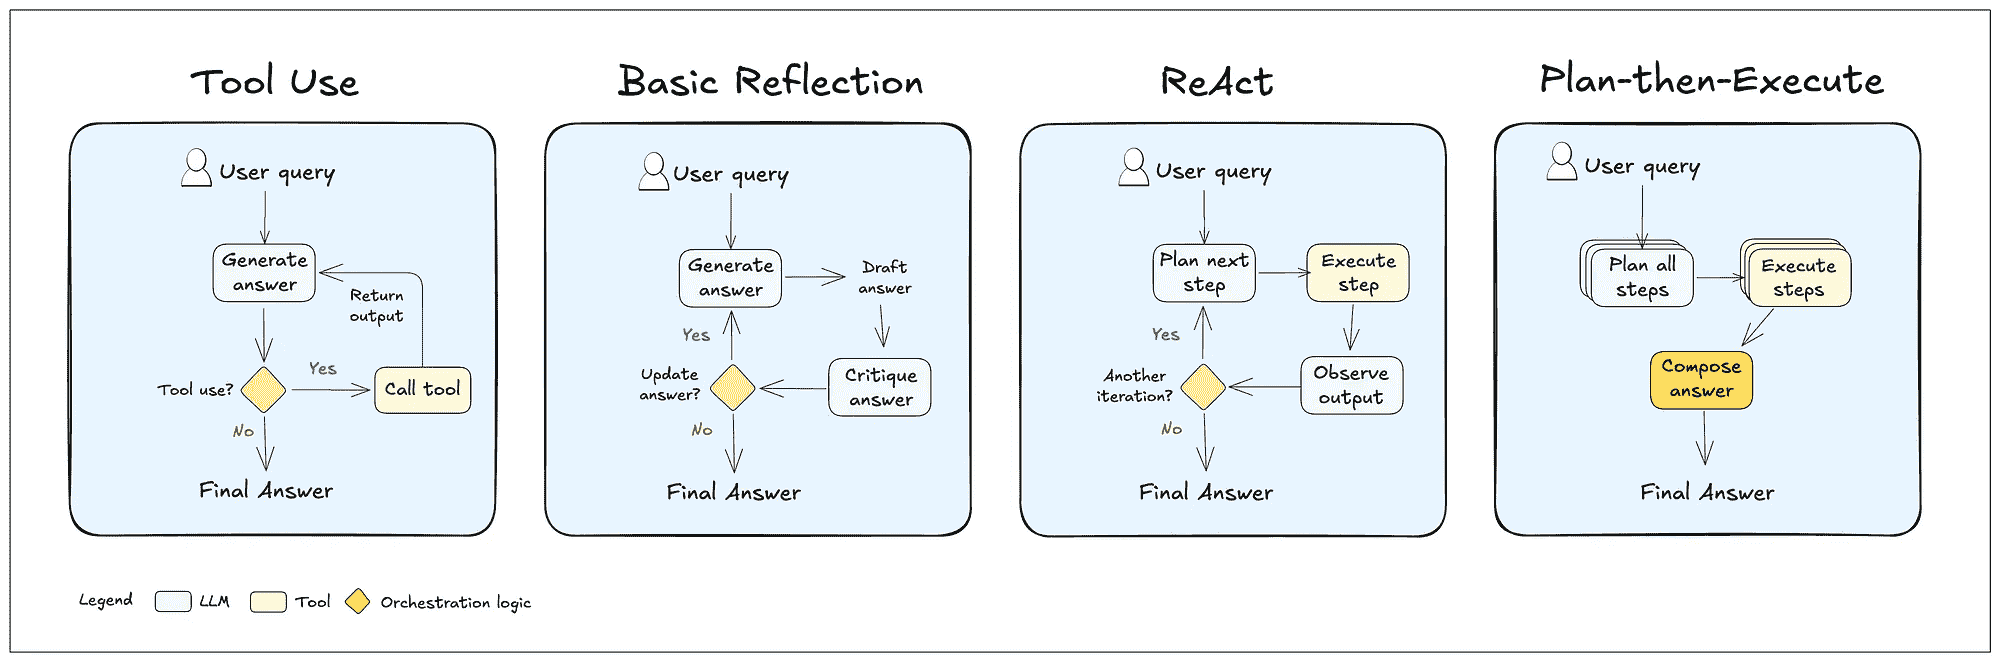 Tool Use
User query
Generate
answer
Return
output
Tool use?
Yes
Call tool
No
Final Answer
Basic Reflection
User query
Generate
answer
Draft
answer
Yes
Update
answer?
Critique
answer
No
Final Answer
ReAct
User query
Plan next
step
Execute
step
Yes
Another
iteration?
Observe
output
No
Final Answer
Plan-then-Execute
User query
Plan all
steps
Execute
steps
Compose
answer
Final Answer
Legend
LLM
Tool
Orchestration logic